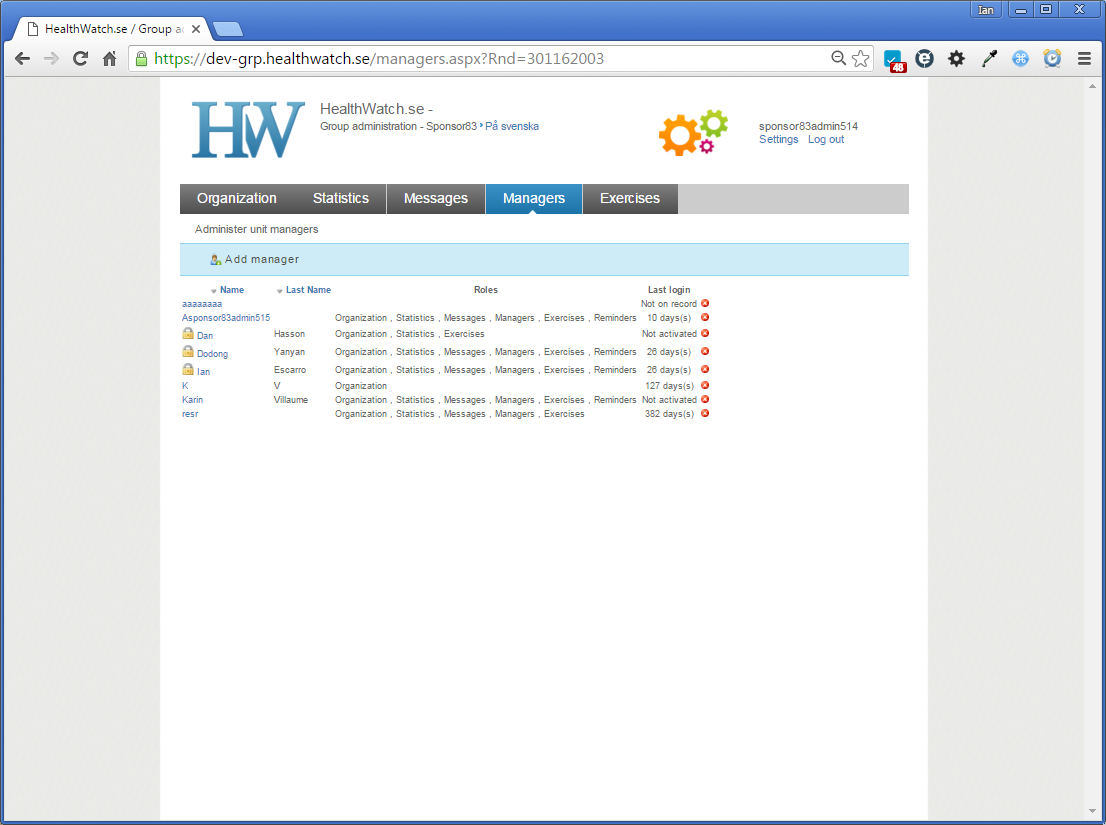 Ian
HealthWatch.se / Group a
https://dev-grp.healthwatch.se/managers.aspx?Rnd=301162003
48
HW
HealthWatch.se -
Group administration - Sponsor83 På svenska
sponsor83admin514
Settings Log out
Organization Statistics Messages Managers Exercises
Administer unit managers
Add manager
Name Last Name Roles Last login
aaaaaaaa Not on record
Asponsor83admin515 Organization , Statistics , Messages , Managers , Exercises , Reminders 10 days(s)
Dan Hasson Organization , Statistics , Exercises Not activated
Dodong Yanyan Organization , Statistics , Messages , Managers , Exercises , Reminders 26 days(s)
Ian Escarro Organization , Statistics , Messages , Managers , Exercises , Reminders 26 days(s)
K V Organization 127 days(s)
Karin Villaume Organization , Statistics , Messages , Managers , Exercises , Reminders Not activated
resr Organization , Statistics , Messages , Managers , Exercises 382 days(s)